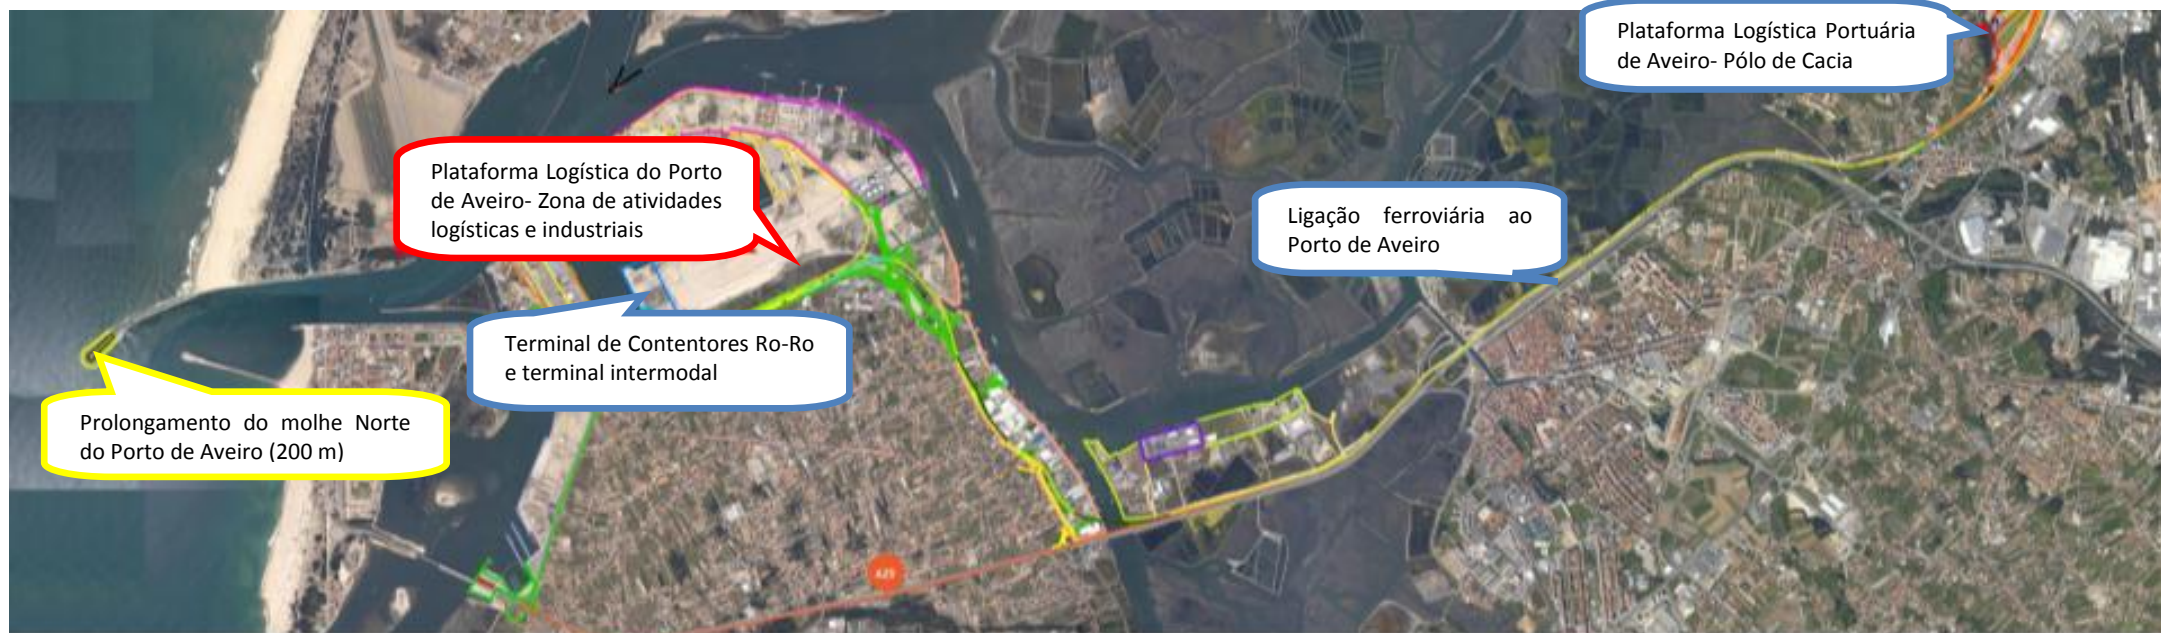 Plataforma Logística Portuária
de Aveiro- Pólo de Cacia
Plataforma Logística do Porto
de Aveiro- Zona de atividades
logísticas e industriais
Ligação ferroviária ao
Porto de Aveiro
Terminal de Contentores Ro-Ro
e terminal intermodal
Prolongamento do molhe Norte
do Porto de Aveiro (200 m)
A25